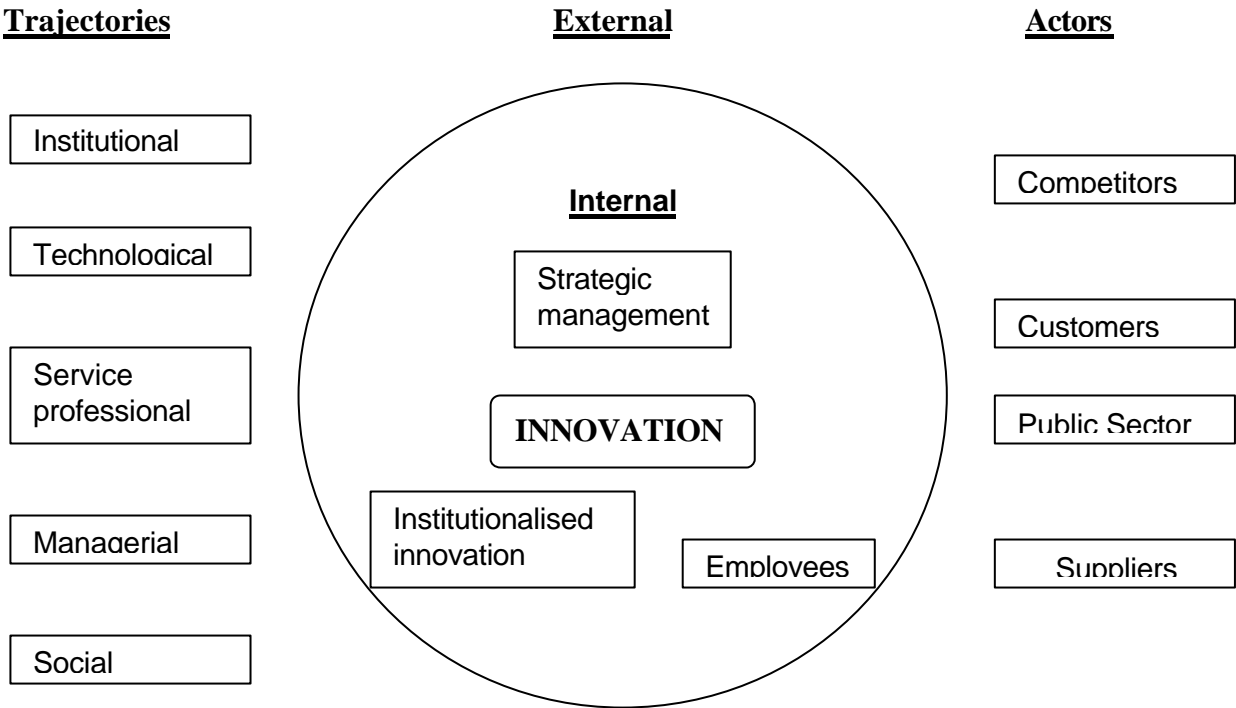 Trajectories
External
Actors
Institutional
Technological
Service
professional
Managerial
Social
Internal
Strategic
management
INNOVATION
Institutionalised
innovation
Employees
Competitors
Customers
Public Sector
Suppliers